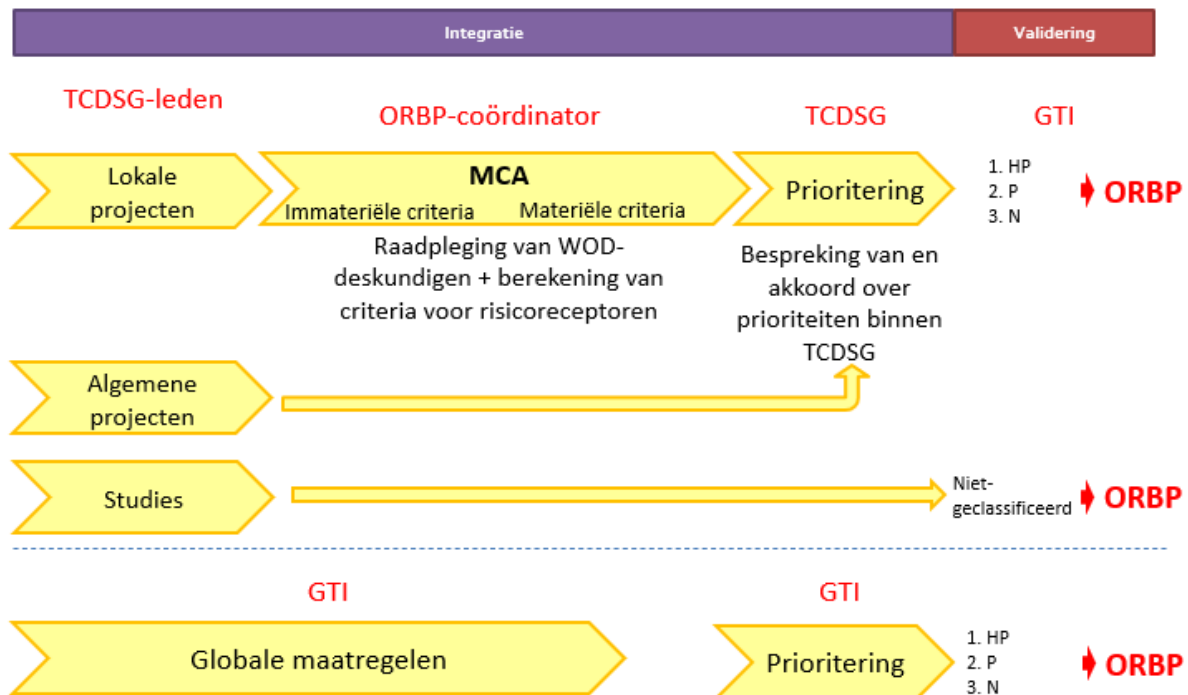 Integratie
Validering
TCDSG-leden
ORBP-coördinator
TCDSG
GTI
Lokale
projecten
MCA
Immateriële criteria
Materiële criteria
Prioritering
1. HP
2. P
3. N
ORBP
Raadpleging van WOD-
deskundigen + berekening van
criteria voor risicoreceptoren
Bespreking van en
akkoord over
prioriteiten binnen
TCDSG
Algemene
projecten
Studies
Niet-
geclassificeerd
ORBP
GTI
GTI
Globale maatregelen
Prioritering
1. HP
2. P
3. N
ORBP